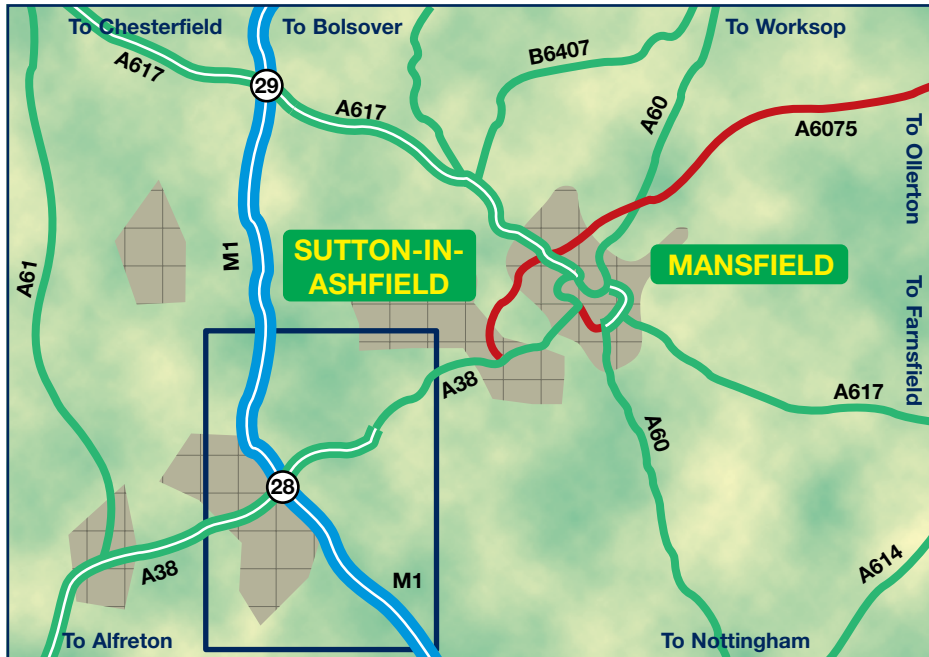 To Chesterfield
To Bolsover
To Worksop
A617
B6407
29
A617
A60
A6075
To Ollerton
A61
M1
SUTTON-IN-
ASHFIELD
MANSFIELD
To Farnsfield
A38
A617
A60
28
A38
M1
A614
To Alfreton
To Nottingham